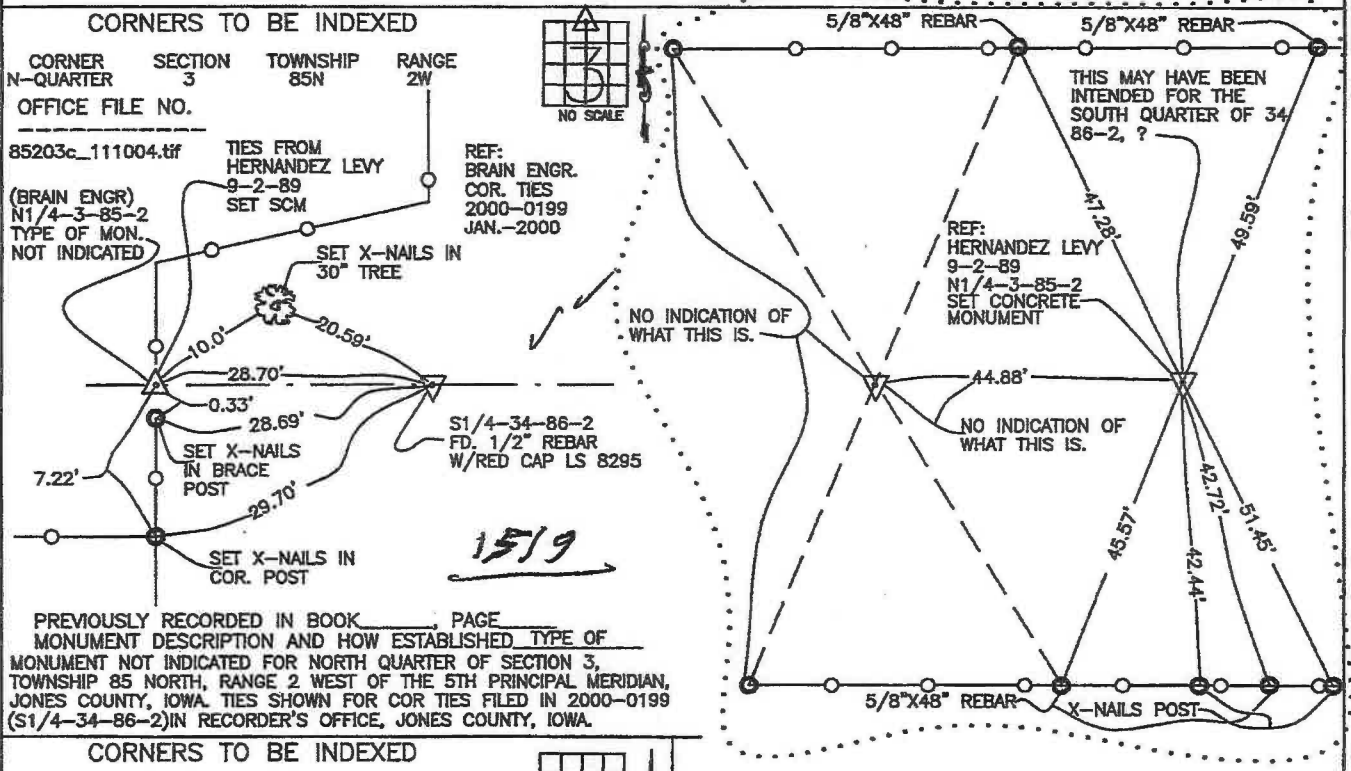 CORNERS TO BE INDEXED
CORNER SECTION TOWNSHIP RANGE
N-QUARTER 3 85N 2W
OFFICE FILE NO.
85203c_111004.tif
3
NO SCALE
TIES FROM
HERNANDEZ LEVY
9-2-89
SET SCM
REF:
BRAIN ENGR.
COR. TIES
2000-0199
JAN.-2000
(BRAIN ENGR)
N1/4-3-85-2
TYPE OF MON.
NOT INDICATED
SET X-NAILS IN
30" TREE
10.0'
20.59'
28.70'
0.33'
28.69'
SET X-NAILS
IN BRACE
POST
7.22'
29.70'
S1/4-34-86-2
FD. 1/2" REBAR
W/RED CAP LS 8295
SET X-NAILS IN
COR. POST
1519
PREVIOUSLY RECORDED IN BOOK______, PAGE______
MONUMENT DESCRIPTION AND HOW ESTABLISHED TYPE OF
MONUMENT NOT INDICATED FOR NORTH QUARTER OF SECTION 3,
TOWNSHIP 85 NORTH, RANGE 2 WEST OF THE 5TH PRINCIPAL MERIDIAN,
JONES COUNTY, IOWA. TIES SHOWN FOR COR TIES FILED IN 2000-0199
(S1/4-34-86-2)IN RECORDER'S OFFICE, JONES COUNTY, IOWA.
5/8"X48" REBAR
5/8"X48" REBAR
THIS MAY HAVE BEEN
INTENDED FOR THE
SOUTH QUARTER OF 34
86-2, ?
47.28'
49.59'
REF:
HERNANDEZ LEVY
9-2-89
N1/4-3-85-2
SET CONCRETE
MONUMENT
NO INDICATION OF
WHAT THIS IS.
44.88'
NO INDICATION OF
WHAT THIS IS.
45.57'
42.44'
42.72'
51.45'
5/8"X48" REBAR
X-NAILS POST
CORNERS TO BE INDEXED